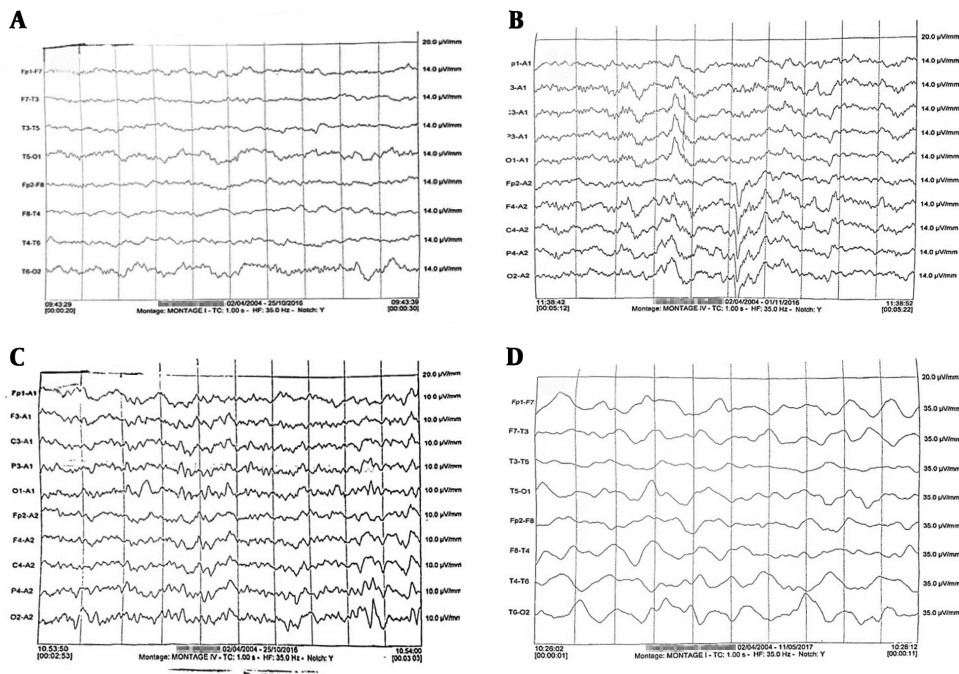 A
20.0 µV/mm
Fp1-F7 14.0 µV/mm
F7-T3 14.0 µV/mm
T3-T5 14.0 µV/mm
T5-O1 14.0 µV/mm
Fp2-F8 14.0 µV/mm
F8-T4 14.0 µV/mm
T4-T6 14.0 µV/mm
T6-O2 14.0 µV/mm
09:43:29 02/04/2004 - 25/10/2016 09:43:39
[00:00:20] Montage: MONTAGE I - TC: 1.00 s - HF: 35.0 Hz - Notch: Y [00:00:30]
B
20.0 µV/mm
p1-A1 14.0 µV/mm
3-A1 14.0 µV/mm
C3-A1 14.0 µV/mm
P3-A1 14.0 µV/mm
O1-A1 14.0 µV/mm
Fp2-A2 14.0 µV/mm
F4-A2 14.0 µV/mm
C4-A2 14.0 µV/mm
P4-A2 14.0 µV/mm
O2-A2 14.0 µV/mm
11:38:42 02/04/2004 - 01/11/2016 11:38:52
[00:05:12] Montage: MONTAGE IV - TC: 1.00 s - HF: 35.0 Hz - Notch: Y [00:05:22]
C
20.0 µV/mm
Fp1-A1 10.0 µV/mm
F3-A1 10.0 µV/mm
C3-A1 10.0 µV/mm
P3-A1 10.0 µV/mm
O1-A1 10.0 µV/mm
Fp2-A2 10.0 µV/mm
F4-A2 10.0 µV/mm
C4-A2 10.0 µV/mm
P4-A2 10.0 µV/mm
O2-A2 10.0 µV/mm
10:53:50 02/04/2004 - 25/10/2016 10:54:00
[00:02:53] Montage: MONTAGE IV - TC: 1.00 s - HF: 35.0 Hz - Notch: Y [00:03:03]
D
20.0 µV/mm
Fp1-F7 35.0 µV/mm
F7-T3 35.0 µV/mm
T3-T5 35.0 µV/mm
T5-O1 35.0 µV/mm
Fp2-F8 35.0 µV/mm
F8-T4 35.0 µV/mm
T4-T6 35.0 µV/mm
T6-O2 35.0 µV/mm
10:26:02 02/04/2004 - 11/05/2017 10:26:12
[00:00:01] Montage: MONTAGE I - TC: 1.00 s - HF: 35.0 Hz - Notch: Y [00:00:11]